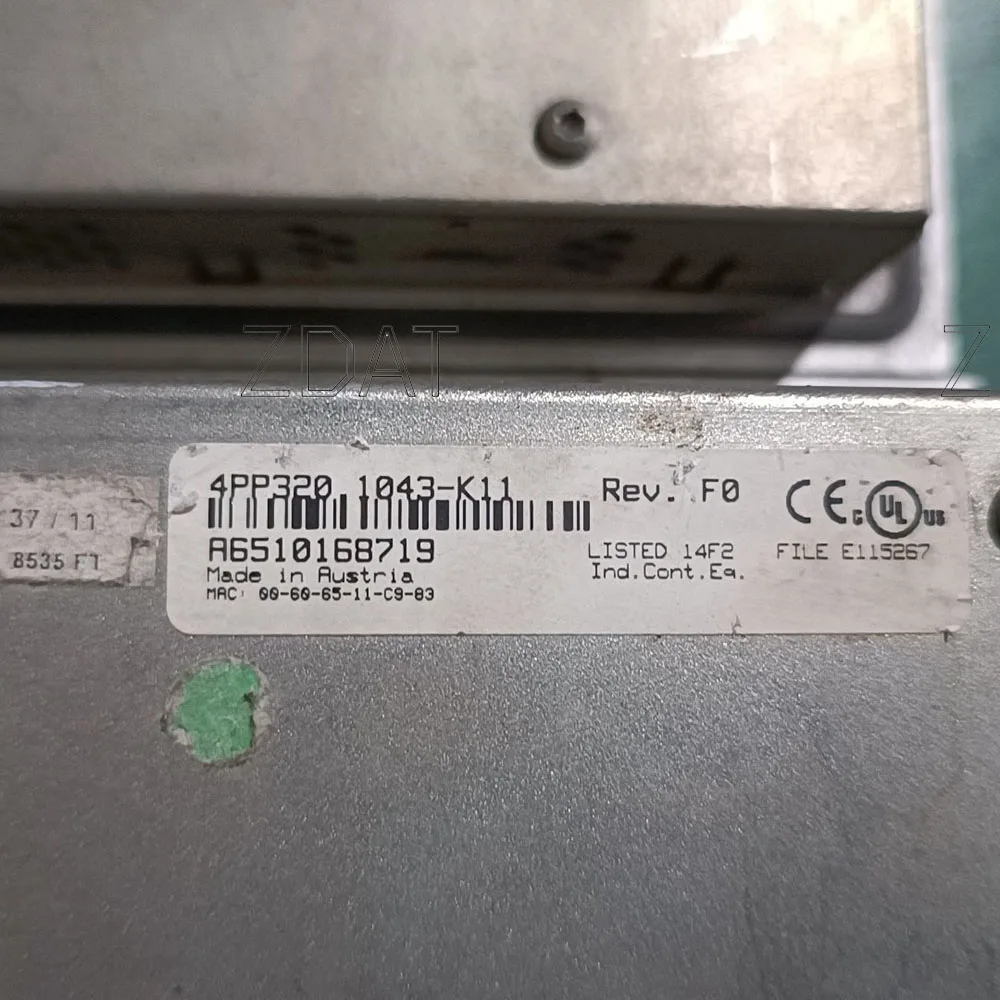 ZDAT
Z
37 / 11
8535 FT
4PP320.1043-K11
Rev. F0
CE
c UL us
A6510168719
LISTED 14F2
FILE E115267
Made in Austria
Ind.Cont.Eq.
MAC: 00-60-65-11-C9-83